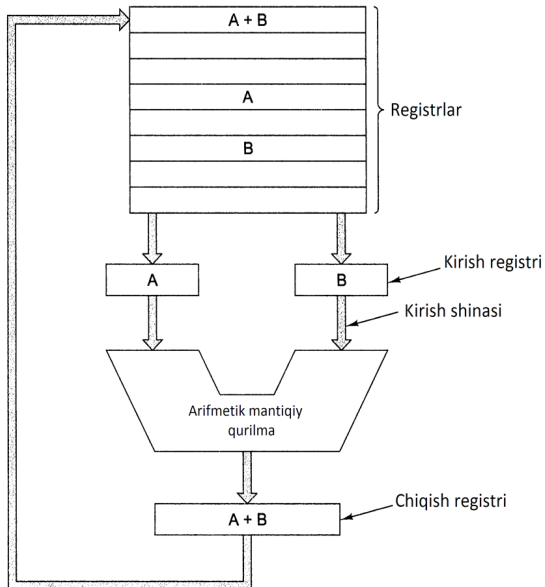 A + B
A
Registrlar
B
A
B
Kirish registri
Kirish shinasi
Arifmetik mantiqiy
qurilma
A + B
Chiqish registri